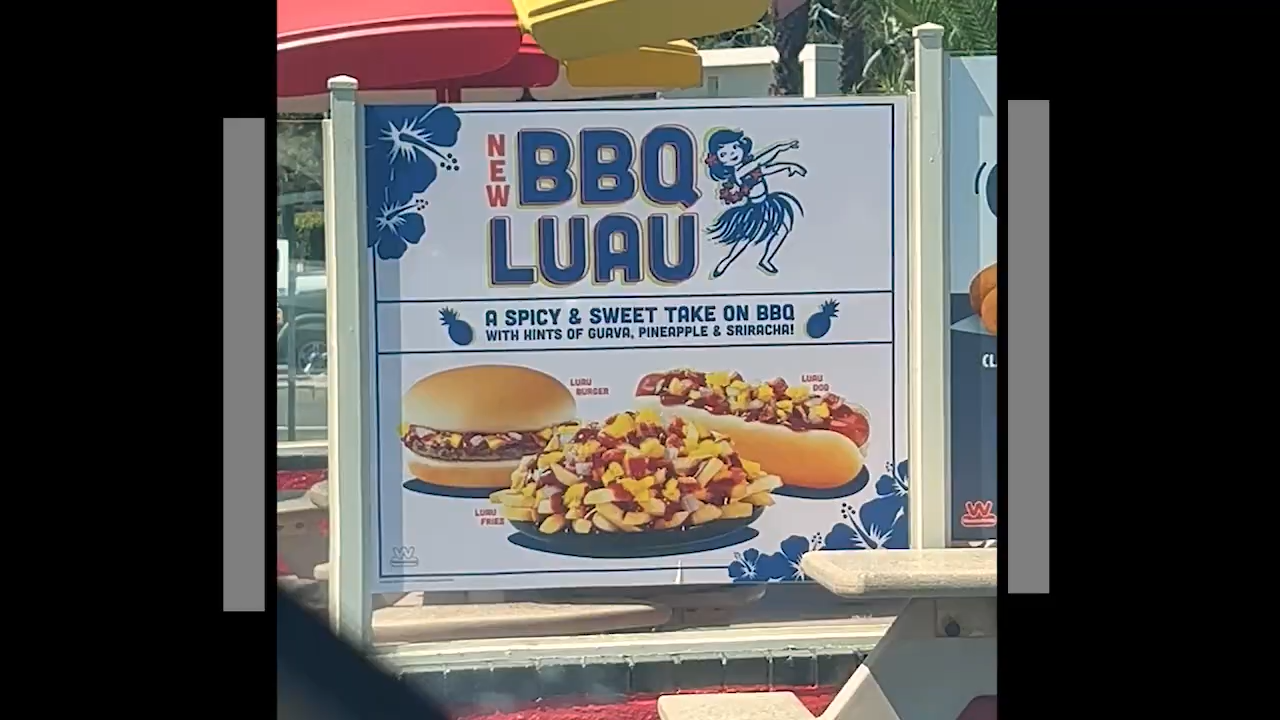 NEW
BBQ
LUAU
A SPICY & SWEET TAKE ON BBQ
WITH HINTS OF GUAVA, PINEAPPLE & SRIRACHA!
LUAU
BURGER
LUAU
DOG
LUAU
FRIES
W
CL
W